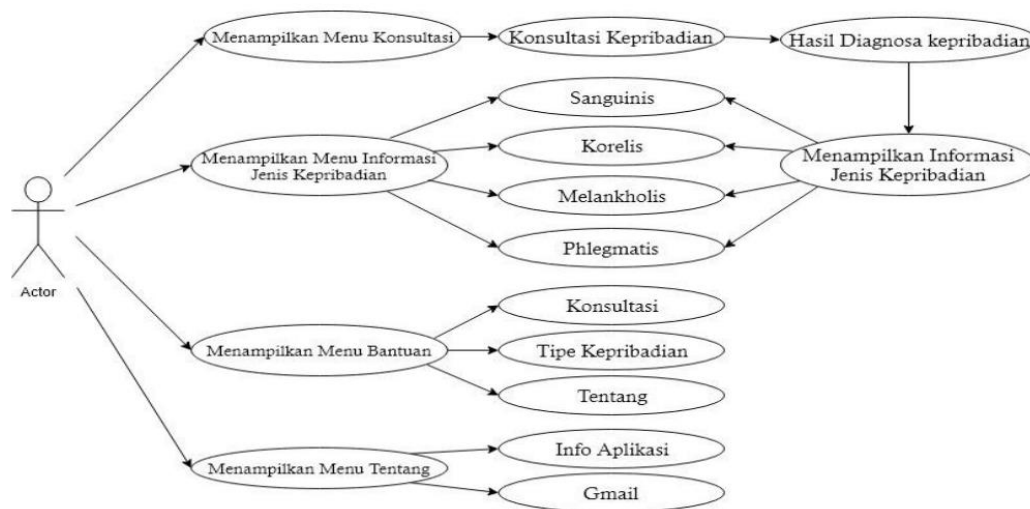 Menampilkan Menu Konsultasi
Konsultasi Kepribadian
Hasil Diagnosa kepribadian
Sanguinis
Menampilkan Menu Informasi
Jenis Kepribadian
Korelis
Menampilkan Informasi
Jenis Kepribadian
Melankholis
Phlegmatis
Actor
Konsultasi
Menampilkan Menu Bantuan
Tipe Kepribadian
Tentang
Menampilkan Menu Tentang
Info Aplikasi
Gmail